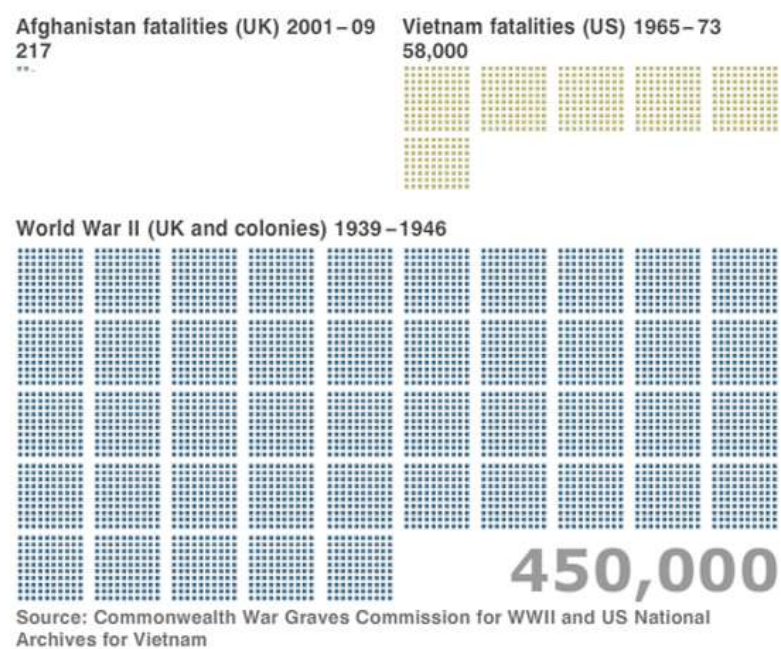 Afghanistan fatalities (UK) 2001–09
217
Vietnam fatalities (US) 1965–73
58,000
World War II (UK and colonies) 1939–1946
450,000
Source: Commonwealth War Graves Commission for WWII and US National
Archives for Vietnam